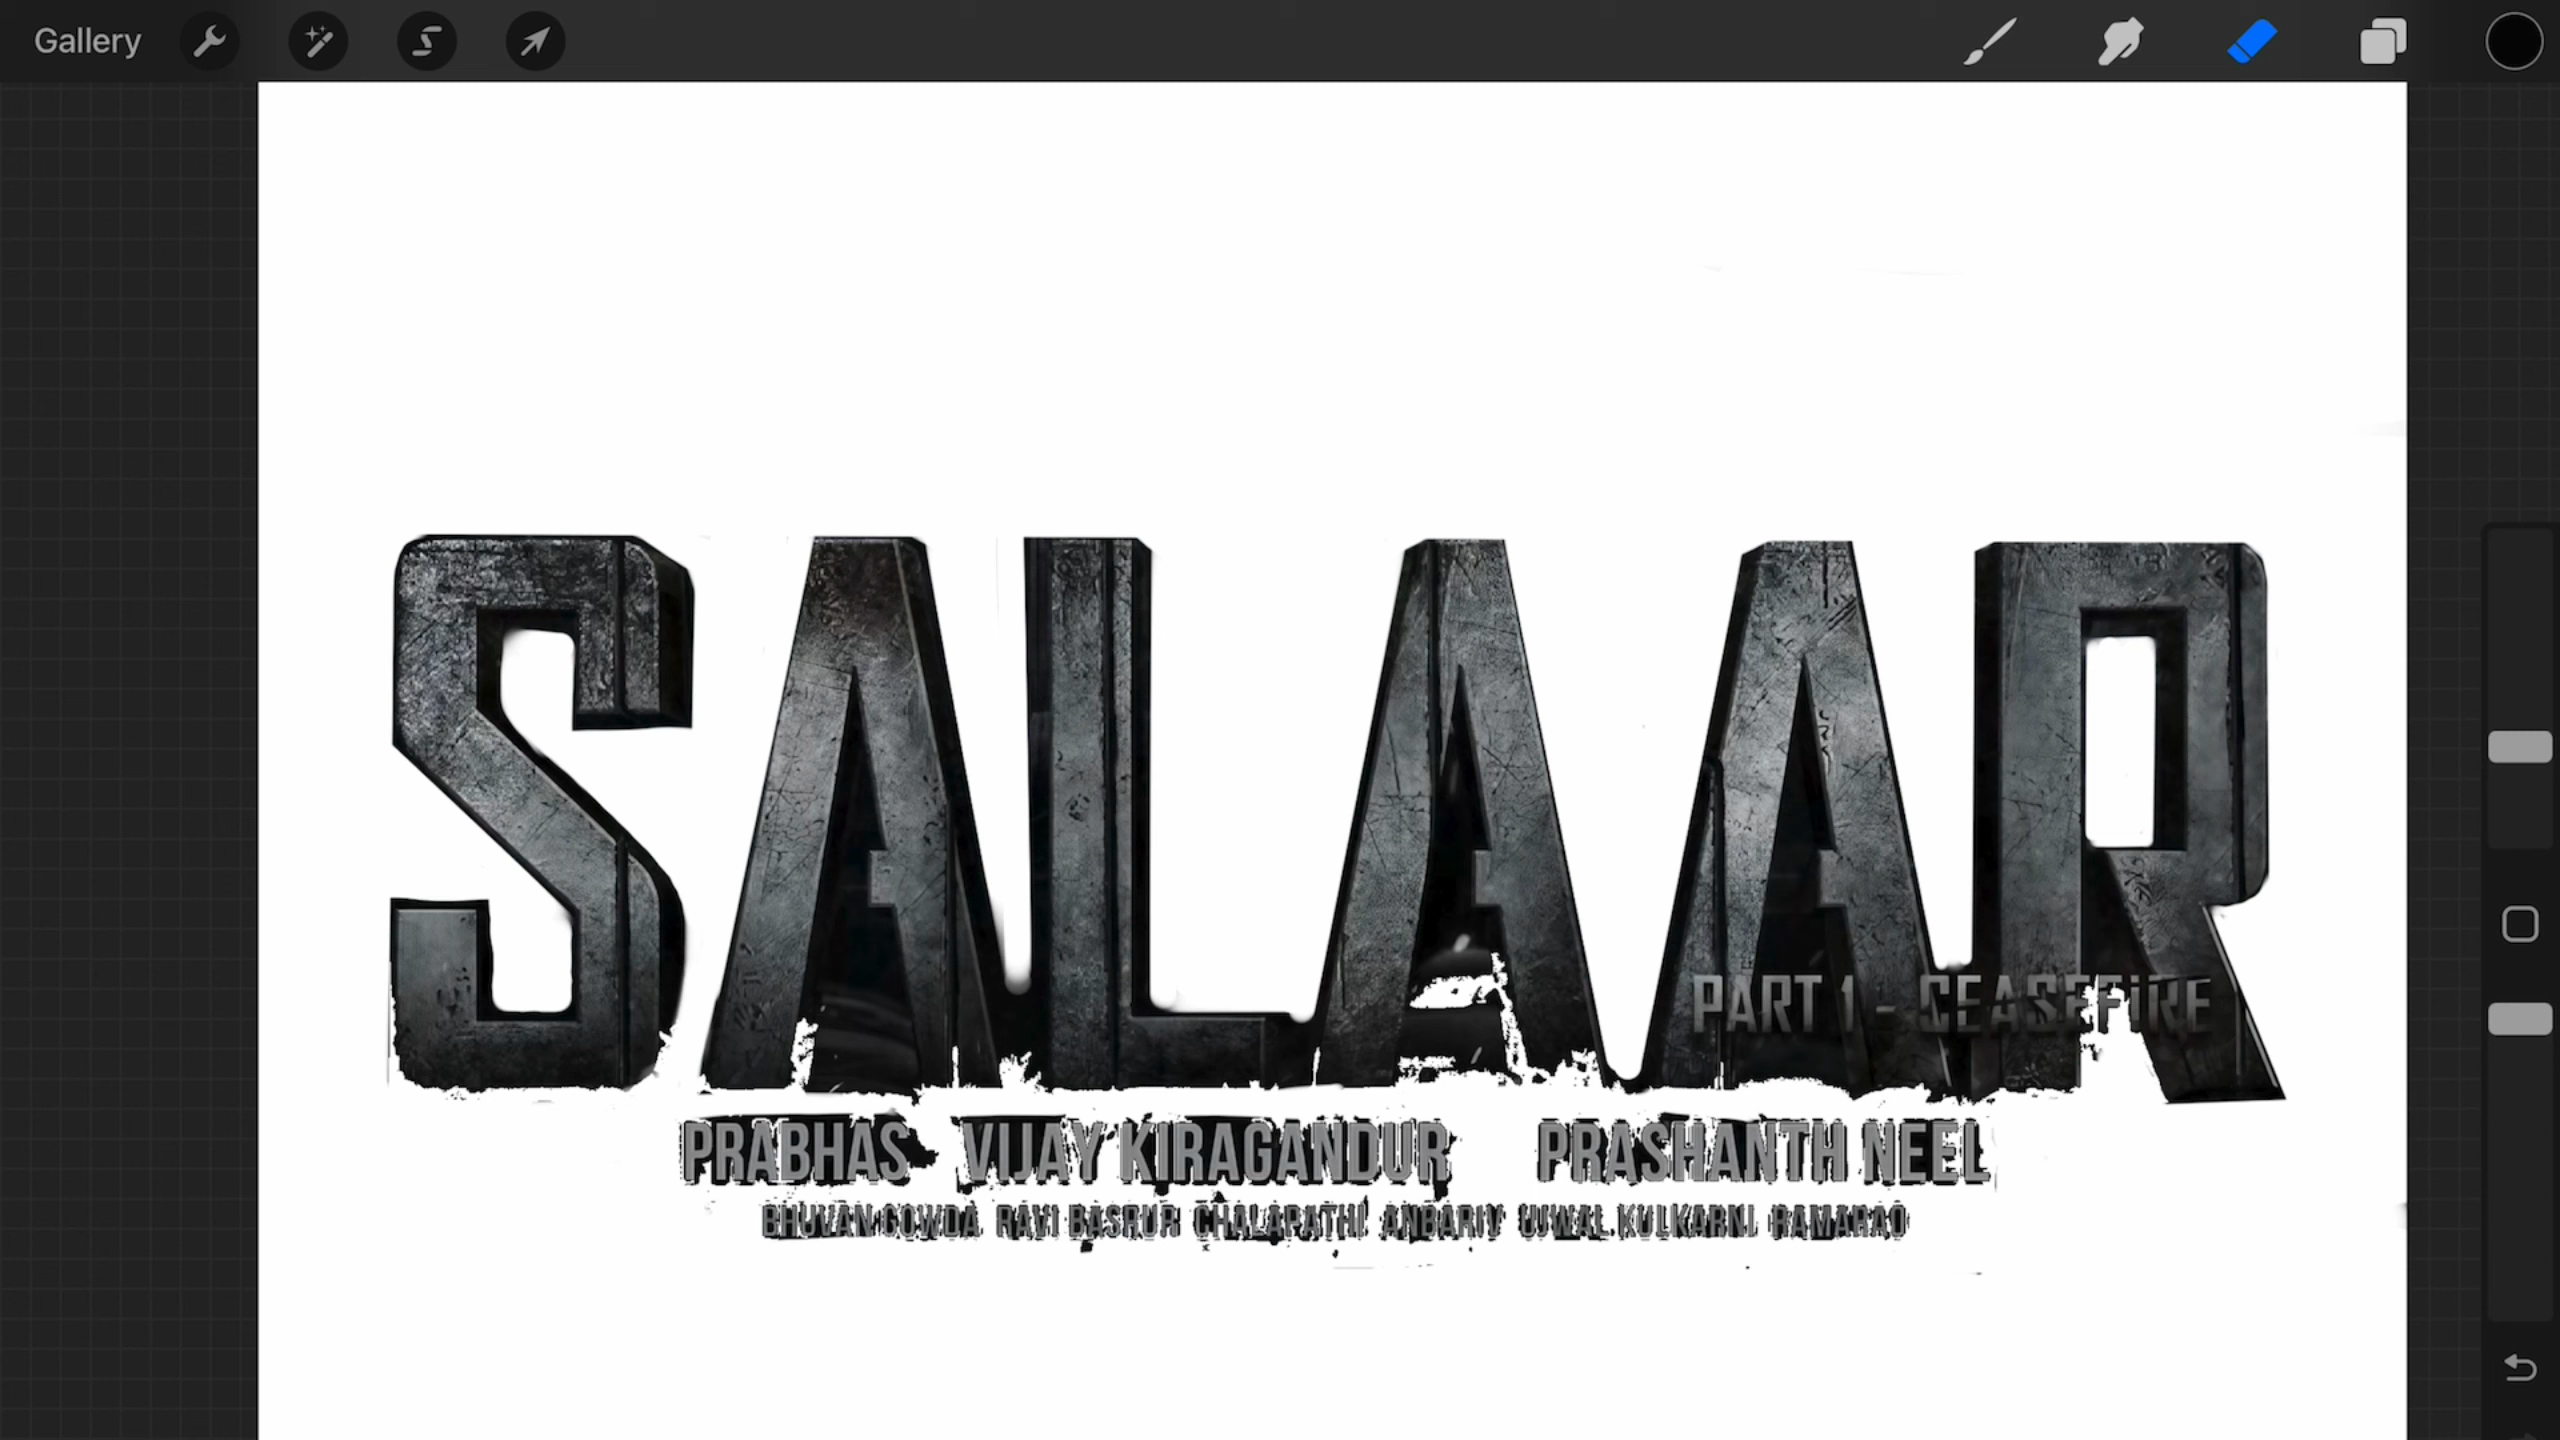 Gallery
SALAAR
PART 1 - CEASEFIRE
PRABHAS VIJAY KIRAGANDUR PRASHANTH NEEL
BHUVAN GOWDA RAVI BASRUR CHALAPATHI ANBARIV UJWAL KULKARNI RAMARAO